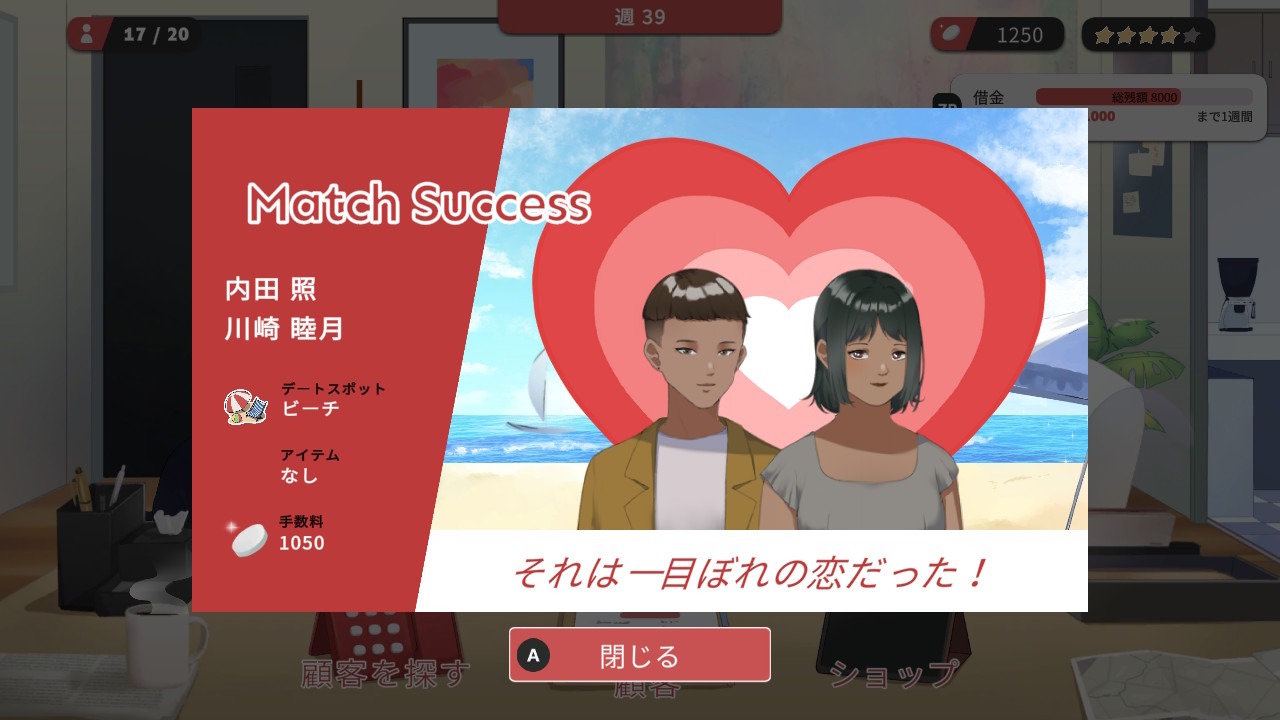 17 / 20
週 39
1250
借金
総残額 8000
まで1週間
Match Success
内田 照
川崎 睦月
デートスポット
ビーチ
アイテム
なし
手数料
1050
それは一目ぼれの恋だった！
A 閉じる
顧客を探す
顧客
ショップ